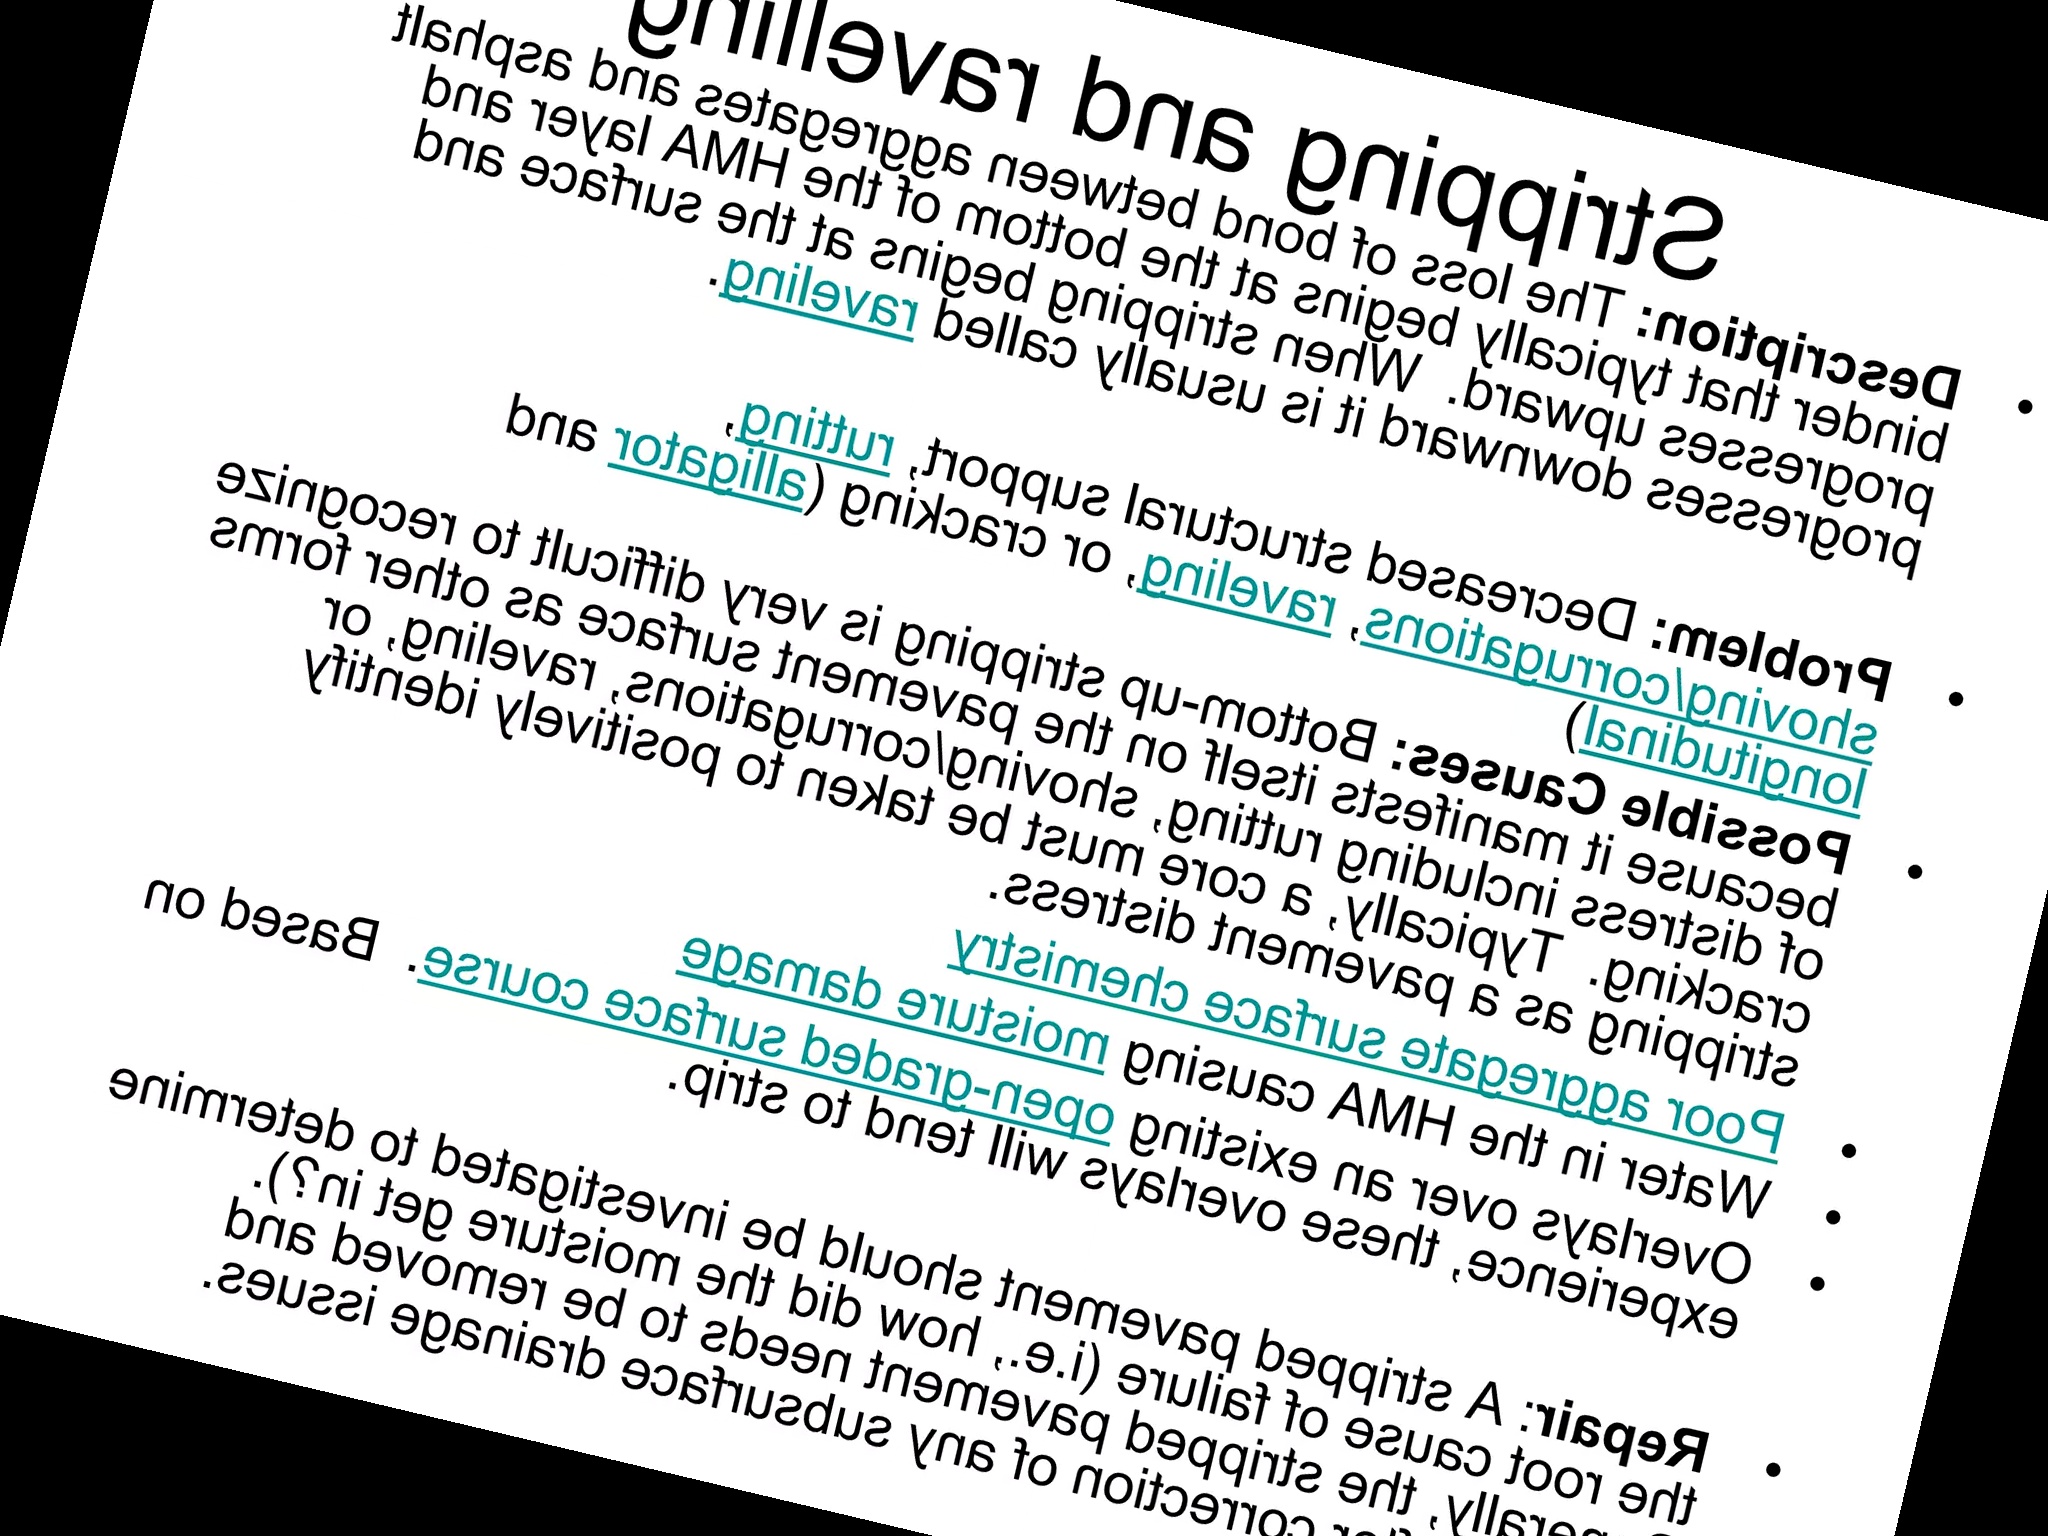 Stripping and ravelling
• Description: The loss of bond between aggregates and asphalt
binder that typically begins at the bottom of the HMA layer and
progresses upward. When stripping begins at the surface and
progresses downward it is usually called raveling.
• Problem: Decreased structural support, rutting,
shoving/corrugations, raveling, or cracking (alligator and
longitudinal)
• Possible Causes: Bottom-up stripping is very difficult to recognize
because it manifests itself on the pavement surface as other forms
of distress including rutting, shoving/corrugations, raveling, or
cracking. Typically, a core must be taken to positively identify
stripping as a pavement distress.
• Poor aggregate surface chemistry
• Water in the HMA causing moisture damage
• Overlays over an existing open-graded surface course. Based on
experience, these overlays will tend to strip.
• Repair: A stripped pavement should be investigated to determine
the root cause of failure (i.e., how did the moisture get in?).
the stripped pavement needs to be removed and
correction of any subsurface drainage issues.